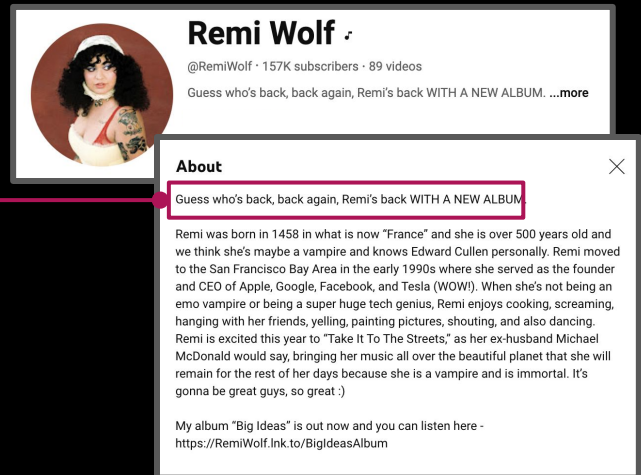 Remi Wolf
@RemiWolf · 157K subscribers · 89 videos
Guess who's back, back again, Remi's back WITH A NEW ALBUM. ...more
About
Guess who's back, back again, Remi's back WITH A NEW ALBUM.
Remi was born in 1458 in what is now “France” and she is over 500 years old and
we think she's maybe a vampire and knows Edward Cullen personally. Remi moved
to the San Francisco Bay Area in the early 1990s where she served as the founder
and CEO of Apple, Google, Facebook, and Tesla (WOW!). When she's not being an
emo vampire or being a super huge tech genius, Remi enjoys cooking, screaming,
hanging with her friends, yelling, painting pictures, shouting, and also dancing.
Remi is excited this year to “Take It To The Streets,” as her ex-husband Michael
McDonald would say, bringing her music all over the beautiful planet that she will
remain for the rest of her days because she is a vampire and is immortal. It's
gonna be great guys, so great :)
My album “Big Ideas” is out now and you can listen here -
https://RemiWolf.lnk.to/BigIdeasAlbum